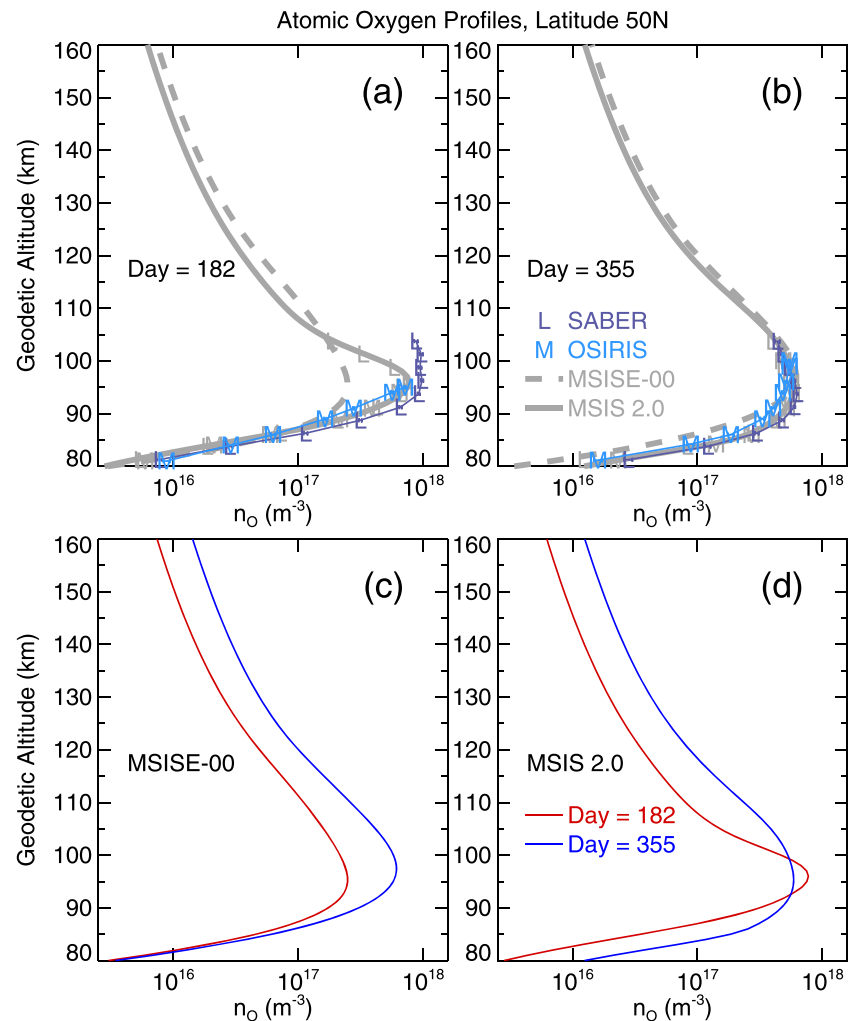 Atomic Oxygen Profiles, Latitude 50N
160
150
140
130
120
110
100
90
80
Geodetic Altitude (km)
(a)
Day = 182
10^16
10^17
10^18
n_O (m^-3)
160
150
140
130
120
110
100
90
80
(b)
Day = 355
L SABER
M OSIRIS
MSISE-00
MSIS 2.0
10^16
10^17
10^18
n_O (m^-3)
160
150
140
130
120
110
100
90
80
Geodetic Altitude (km)
(c)
MSISE-00
10^16
10^17
10^18
n_O (m^-3)
160
150
140
130
120
110
100
90
80
(d)
MSIS 2.0
Day = 182
Day = 355
10^16
10^17
10^18
n_O (m^-3)